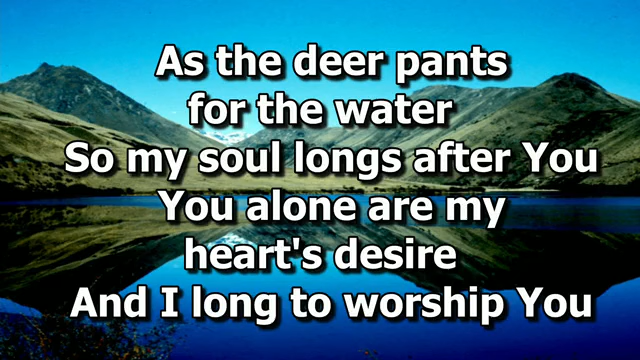 As the deer pants
for the water
So my soul longs after You
You alone are my
heart's desire
And I long to worship You